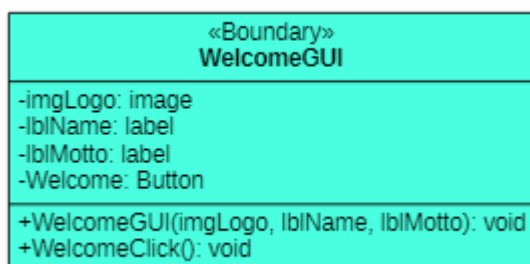 «Boundary»
WelcomeGUI
-imgLogo: image
-lblName: label
-lblMotto: label
-Welcome: Button
+WelcomeGUI(imgLogo, lblName, lblMotto): void
+WelcomeClick(): void